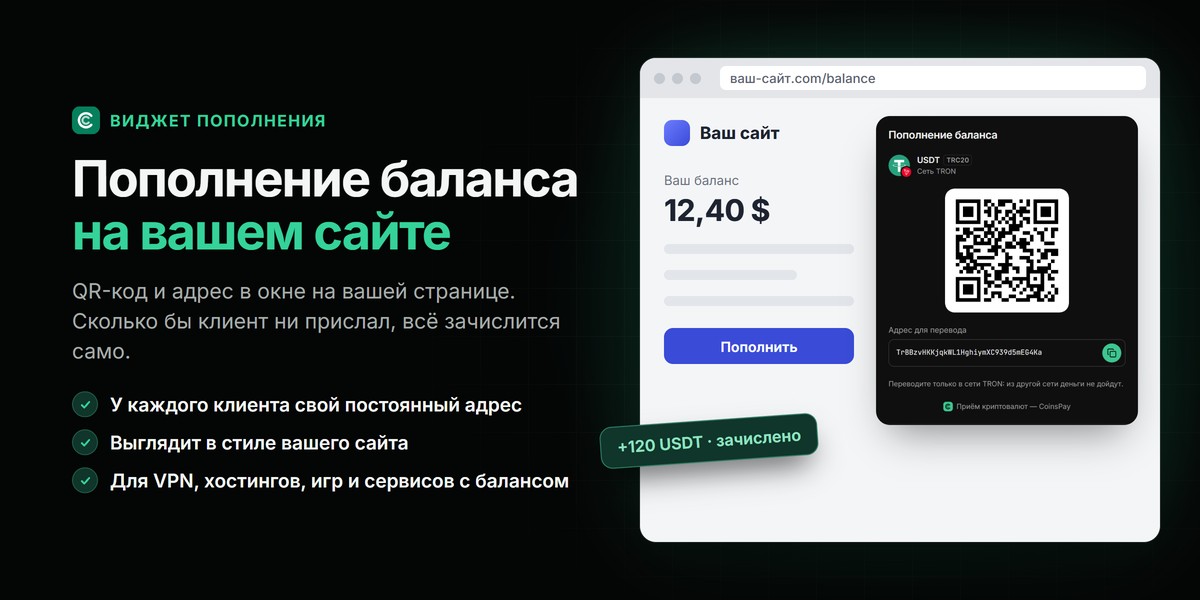 ВИДЖЕТ ПОПОЛНЕНИЯ
Пополнение баланса
на вашем сайте
QR-код и адрес в окне на вашей странице.
Сколько бы клиент ни прислал, всё зачислится
само.
У каждого клиента свой постоянный адрес
Выглядит в стиле вашего сайта
Для VPN, хостингов, игр и сервисов с балансом
ваш-сайт.com/balance
Ваш сайт
Ваш баланс
12,40 $
Пополнить
+120 USDT · зачислено
Пополнение баланса
USDT TRC20
Сеть TRON
Адрес для перевода
TrBBzvHKKjqkWL1HghiymXC939d5mEG4Ka
Переводите только в сети TRON: из другой сети деньги не дойдут.
Приём криптовалют — CoinsPay